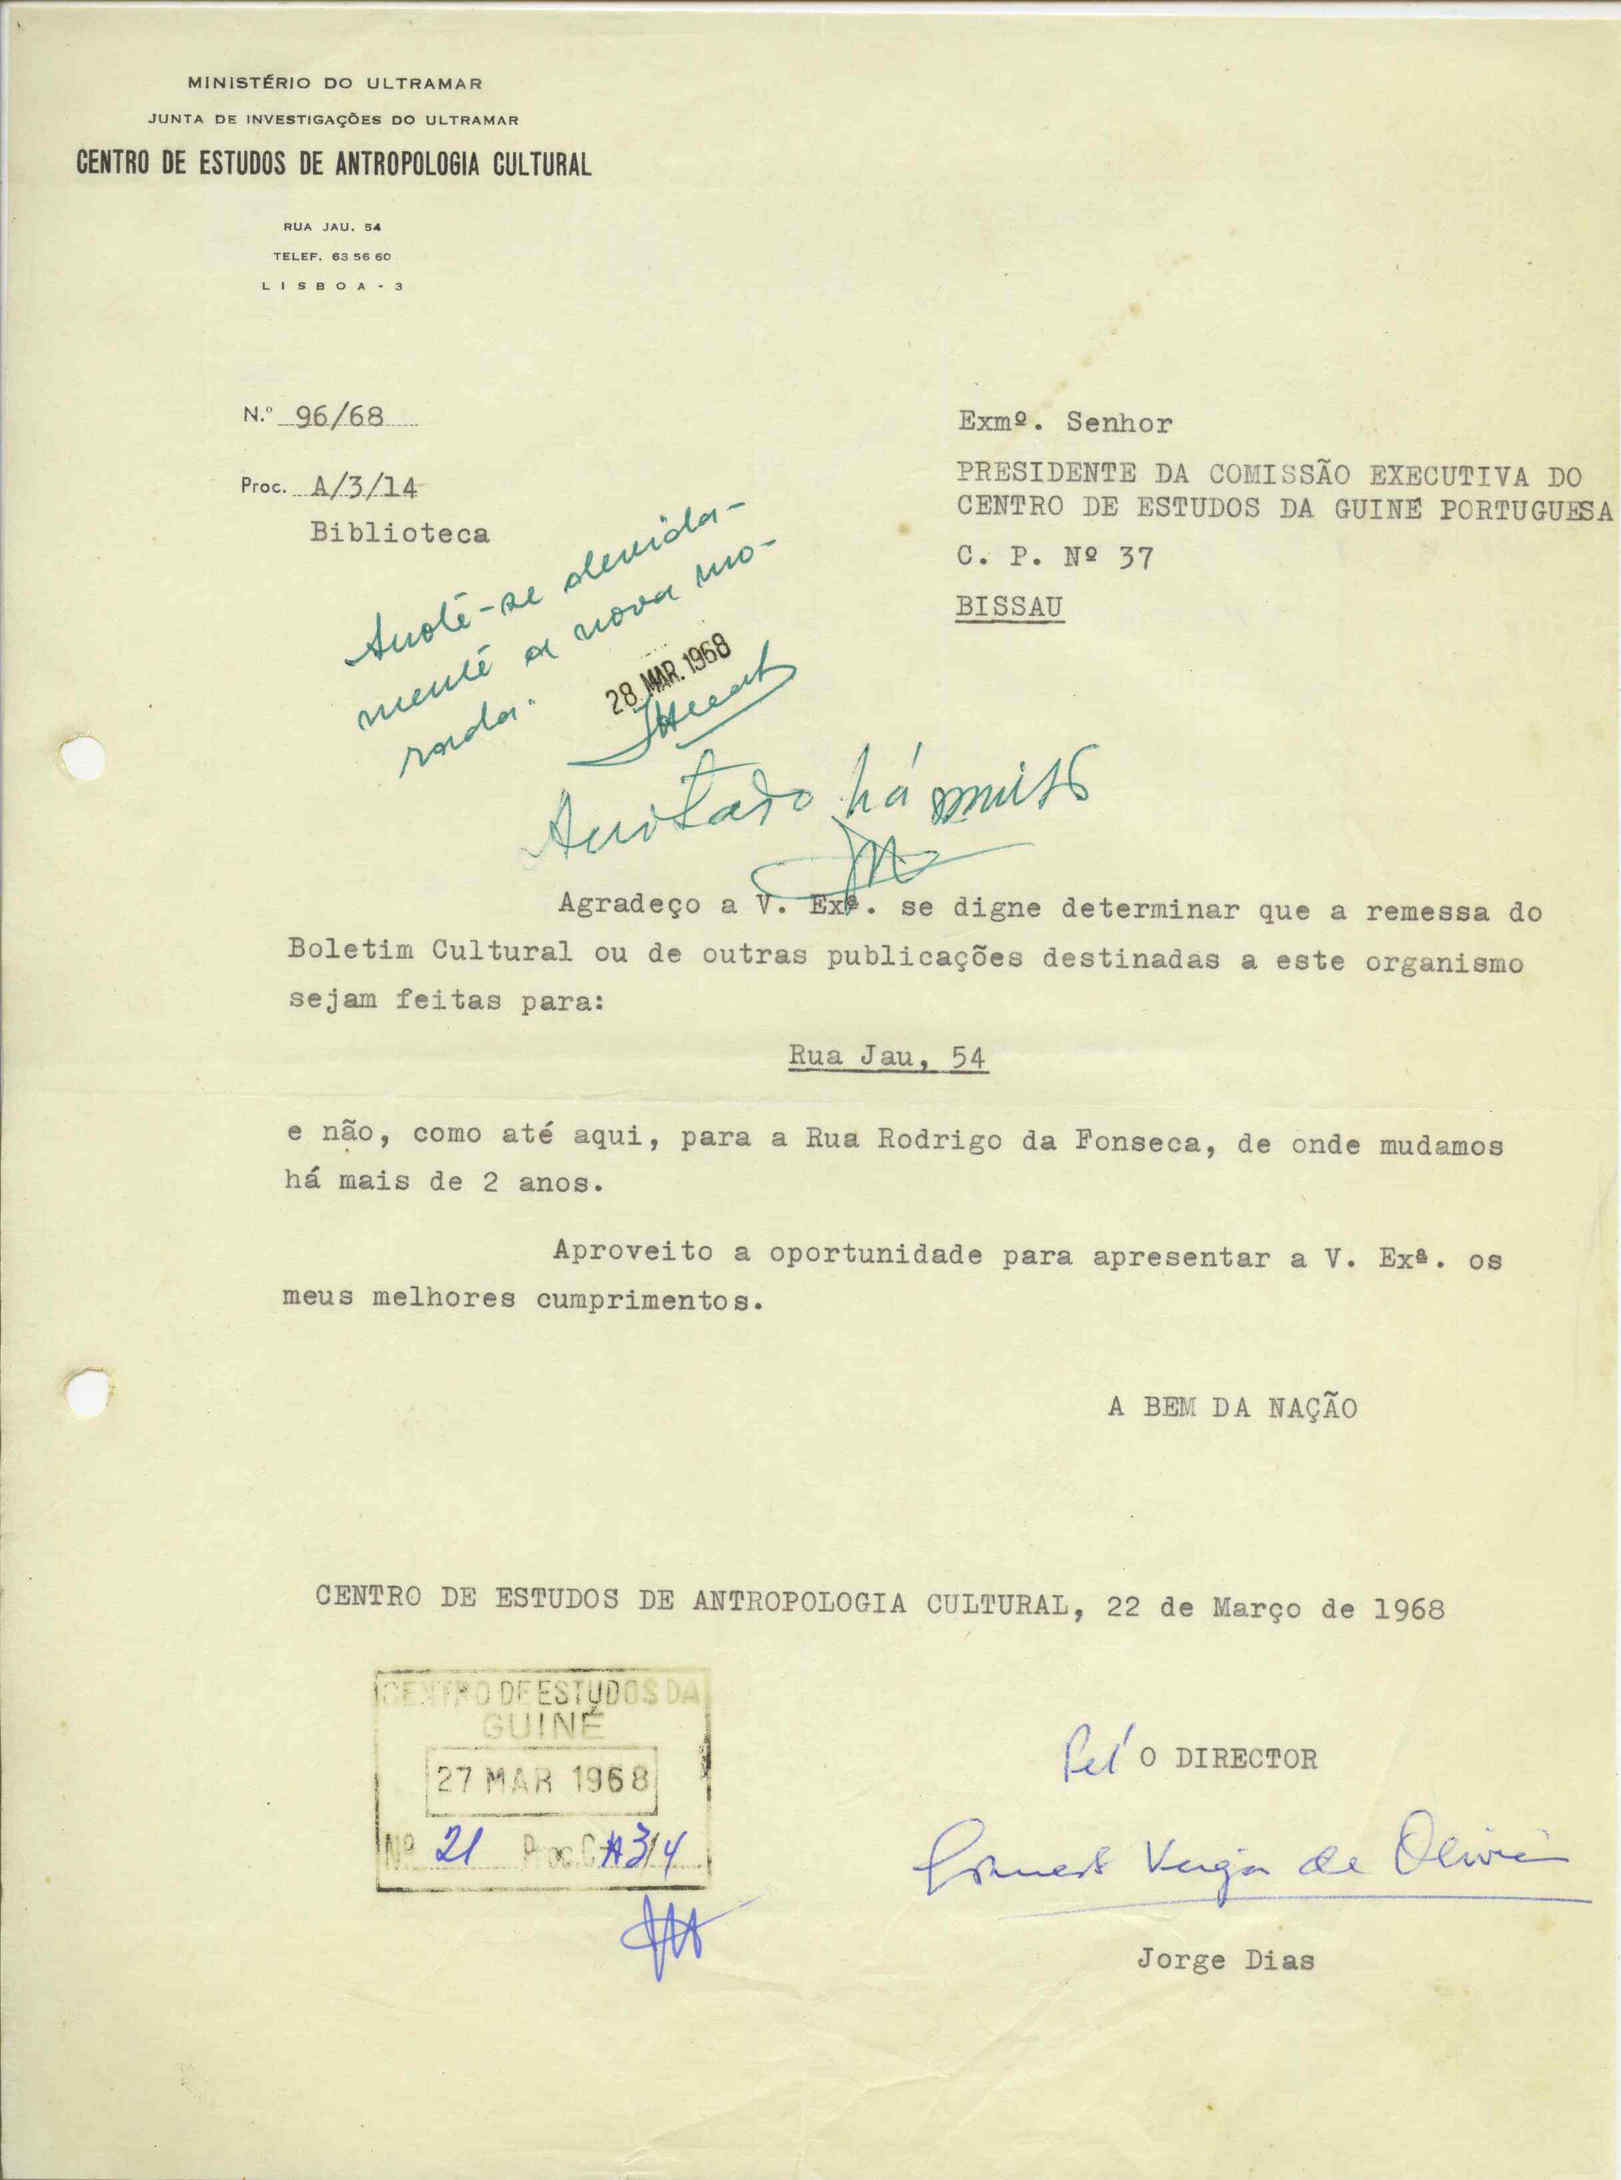 MINISTÉRIO DO ULTRAMAR
JUNTA DE INVESTIGAÇÕES DO ULTRAMAR
CENTRO DE ESTUDOS DE ANTROPOLOGIA CULTURAL
RUA JAU, 54
TELEF. 63 56 60
LISBOA - 3
N.º 96/68
Proc. A/3/14
Biblioteca
Exmº. Senhor
PRESIDENTE DA COMISSÃO EXECUTIVA DO
CENTRO DE ESTUDOS DA GUINÉ PORTUGUESA
C. P. Nº 37
BISSAU
Anote-se devida-
mente a nova mo-
rada.
28 MAR. 1968
Anotado há muito
Agradeço a V. Exª. se digne determinar que a remessa do
Boletim Cultural ou de outras publicações destinadas a este organismo
sejam feitas para:
Rua Jau, 54
e não, como até aqui, para a Rua Rodrigo da Fonseca, de onde mudamos
há mais de 2 anos.
Aproveito a oportunidade para apresentar a V. Exª. os
meus melhores cumprimentos.
A BEM DA NAÇÃO
CENTRO DE ESTUDOS DE ANTROPOLOGIA CULTURAL, 22 de Março de 1968
CENTRO DE ESTUDOS DA
GUINÉ
27 MAR 1968
Nº 21 Proc. A3/4
Pel' O DIRECTOR
Ernesto Veiga de Oliveira
Jorge Dias